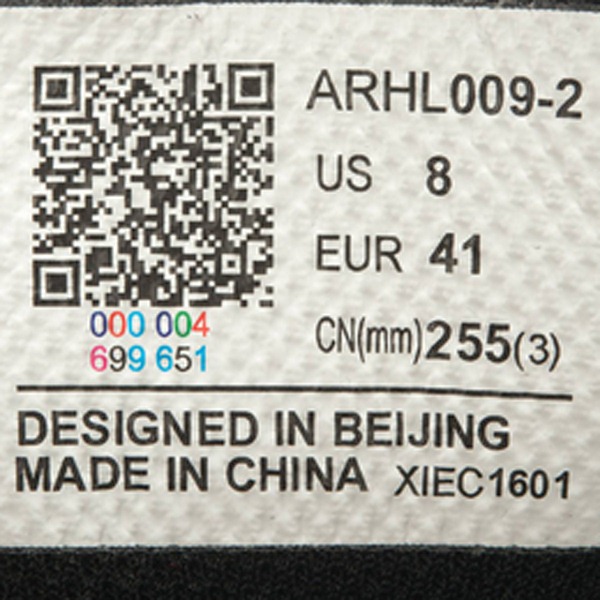 ARHL009-2
US 8
EUR 41
CN(mm)255(3)
000 004
699 651
DESIGNED IN BEIJING
MADE IN CHINA XIEC1601